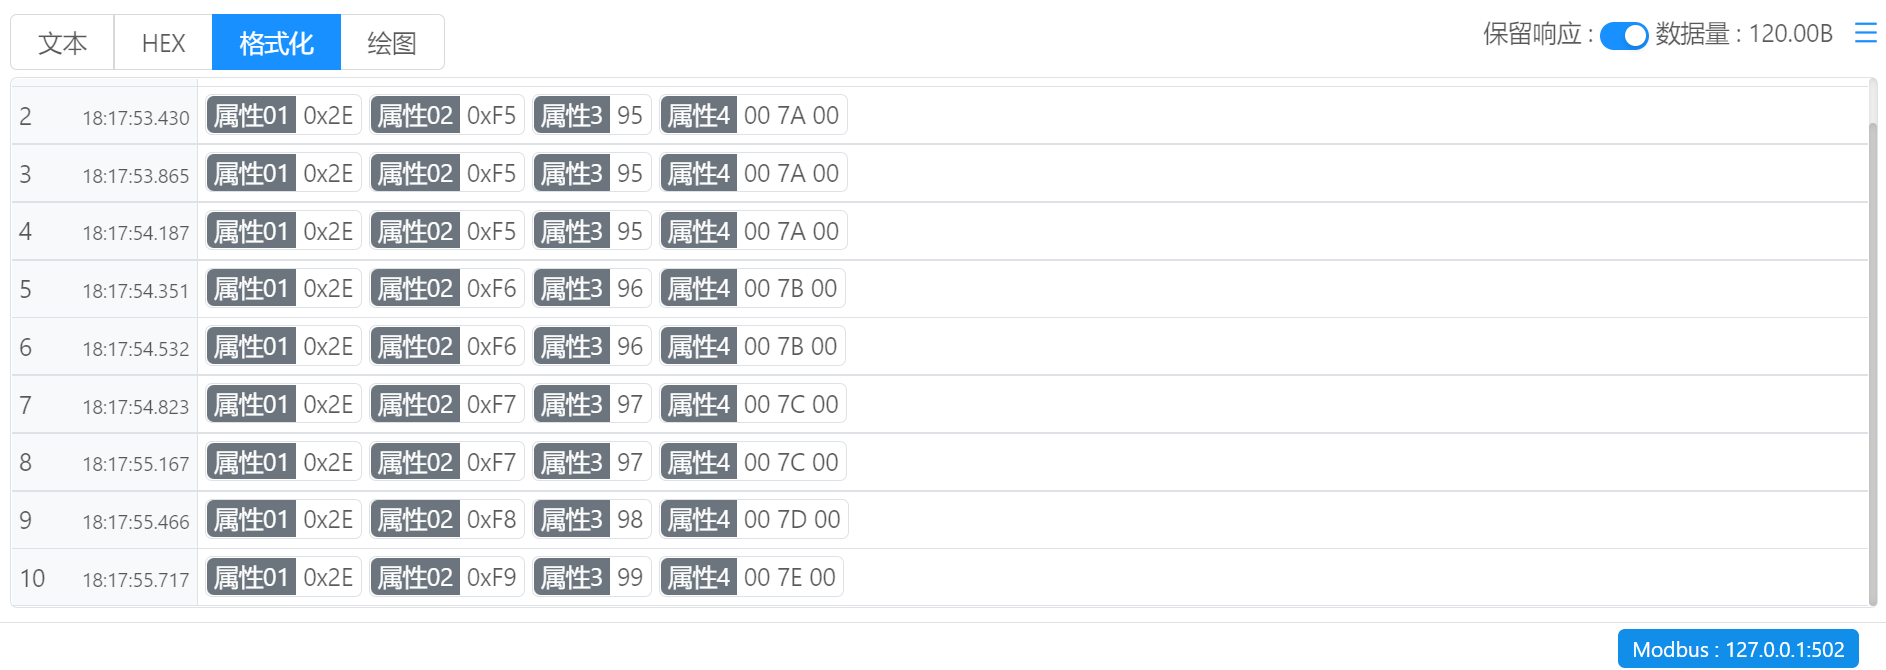 文本 HEX 格式化 绘图 保留响应 : 数据量 : 120.00B
2 18:17:53.430 属性01 0x2E 属性02 0xF5 属性3 95 属性4 00 7A 00
3 18:17:53.865 属性01 0x2E 属性02 0xF5 属性3 95 属性4 00 7A 00
4 18:17:54.187 属性01 0x2E 属性02 0xF5 属性3 95 属性4 00 7A 00
5 18:17:54.351 属性01 0x2E 属性02 0xF6 属性3 96 属性4 00 7B 00
6 18:17:54.532 属性01 0x2E 属性02 0xF6 属性3 96 属性4 00 7B 00
7 18:17:54.823 属性01 0x2E 属性02 0xF7 属性3 97 属性4 00 7C 00
8 18:17:55.167 属性01 0x2E 属性02 0xF7 属性3 97 属性4 00 7C 00
9 18:17:55.466 属性01 0x2E 属性02 0xF8 属性3 98 属性4 00 7D 00
10 18:17:55.717 属性01 0x2E 属性02 0xF9 属性3 99 属性4 00 7E 00
Modbus : 127.0.0.1:502